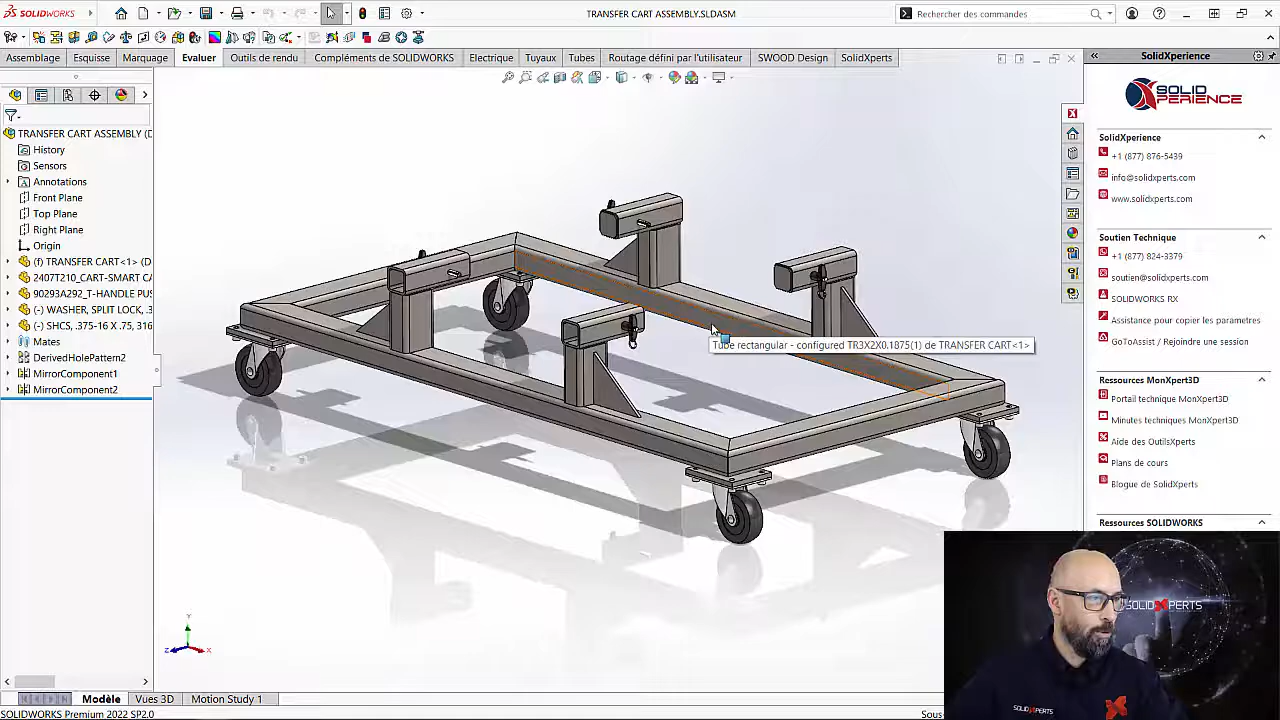 SOLIDWORKS
TRANSFER CART ASSEMBLY.SLDASM
Rechercher des commandes
Assemblage
Esquisse
Marquage
Evaluer
Outils de rendu
Compléments de SOLIDWORKS
Electrique
Tuyaux
Tubes
Routage défini par l'utilisateur
SWOOD Design
SolidXperts
SolidXperience
TRANSFER CART ASSEMBLY (D
History
Sensors
Annotations
Front Plane
Top Plane
Right Plane
Origin
(f) TRANSFER CART<1> (
2407T210_CART-SMART CA
90293A292_T-HANDLE PUS
(-) WASHER, SPLIT LOCK, .3
(-) SHCS, .375-16 X .75, 316
Mates
DerivedHolePattern2
MirrorComponent1
MirrorComponent2
Tube rectangular - configured TR3X2X0.1875(1) de TRANSFER CART<1>
Y
Z
X
SOLID
XPERIENCE
SolidXperience
+1 (877) 876-5439
info@solidxperts.com
www.solidxperts.com
Soutien Technique
+1 (877) 824-3379
soutien@solidxperts.com
SOLIDWORKS RX
Assistance pour copier les parametres
GoToAssist / Rejoindre une session
Ressources MonXpert3D
Portail technique MonXpert3D
Minutes techniques MonXpert3D
Aide des OutilsXperts
Plans de cours
Blogue de SolidXperts
Ressources SOLIDWORKS
SOLIDXPERTS
SOLIDXPERTS
Modèle
Vues 3D
Motion Study 1
SOLIDWORKS Premium 2022 SP2.0
Sous-